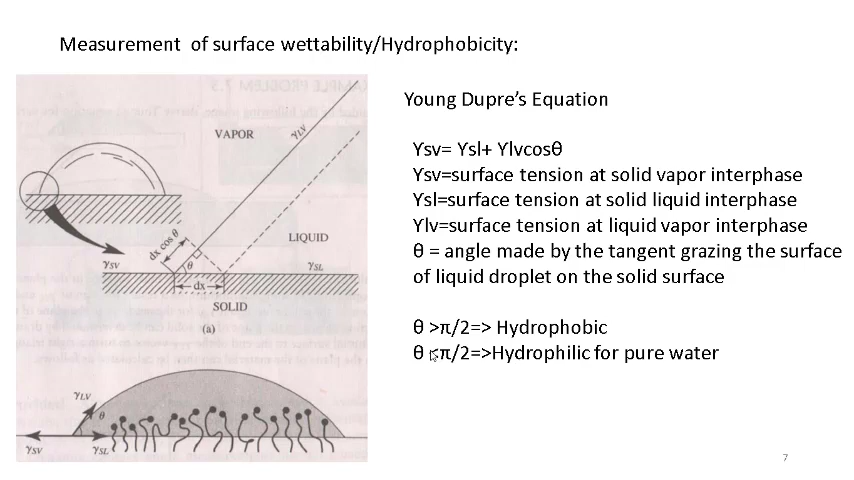 Measurement of surface wettability/Hydrophobicity:
Young Dupre's Equation
Ysv= Ysl+ Ylvcosθ
Ysv=surface tension at solid vapor interphase
Ysl=surface tension at solid liquid interphase
Ylv=surface tension at liquid vapor interphase
θ = angle made by the tangent grazing the surface
of liquid droplet on the solid surface
θ >π/2=> Hydrophobic
θ <π/2=>Hydrophilic for pure water
VAPOR
γLV
dx cos θ
LIQUID
γSV
θ
γSL
dx
SOLID
(a)
γLV
θ
γSV
γSL
7